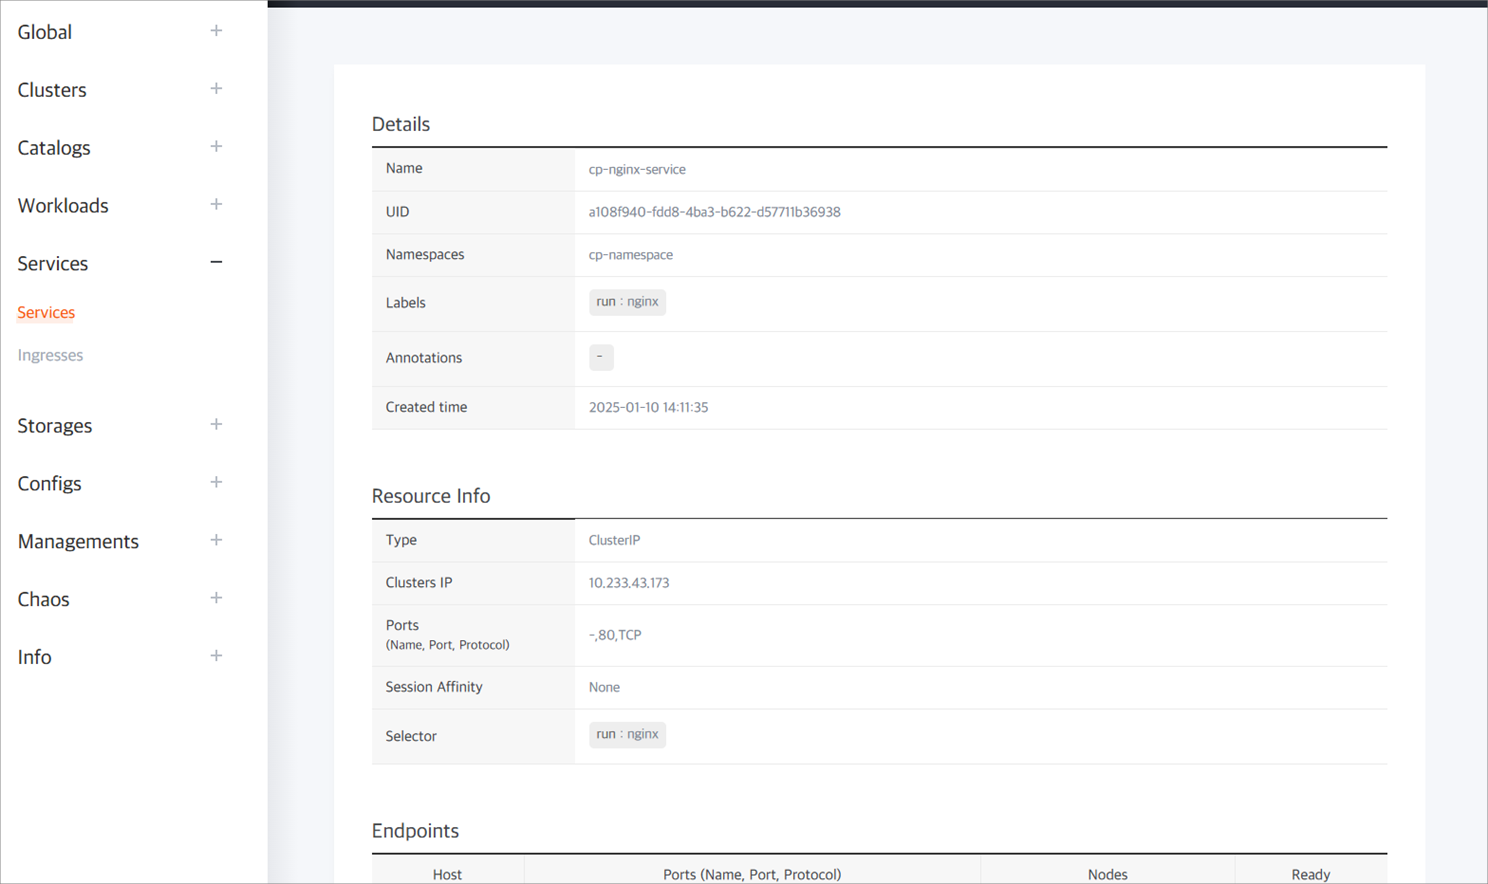 Global
Clusters
Catalogs
Workloads
Services
Services
Ingresses
Storages
Configs
Managements
Chaos
Info
Details
Name cp-nginx-service
UID a108f940-fdd8-4ba3-b622-d57711b36938
Namespaces cp-namespace
Labels run : nginx
Annotations -
Created time 2025-01-10 14:11:35
Resource Info
Type ClusterIP
Clusters IP 10.233.43.173
Ports
(Name, Port, Protocol) -,80,TCP
Session Affinity None
Selector run : nginx
Endpoints
Host Ports (Name, Port, Protocol) Nodes Ready